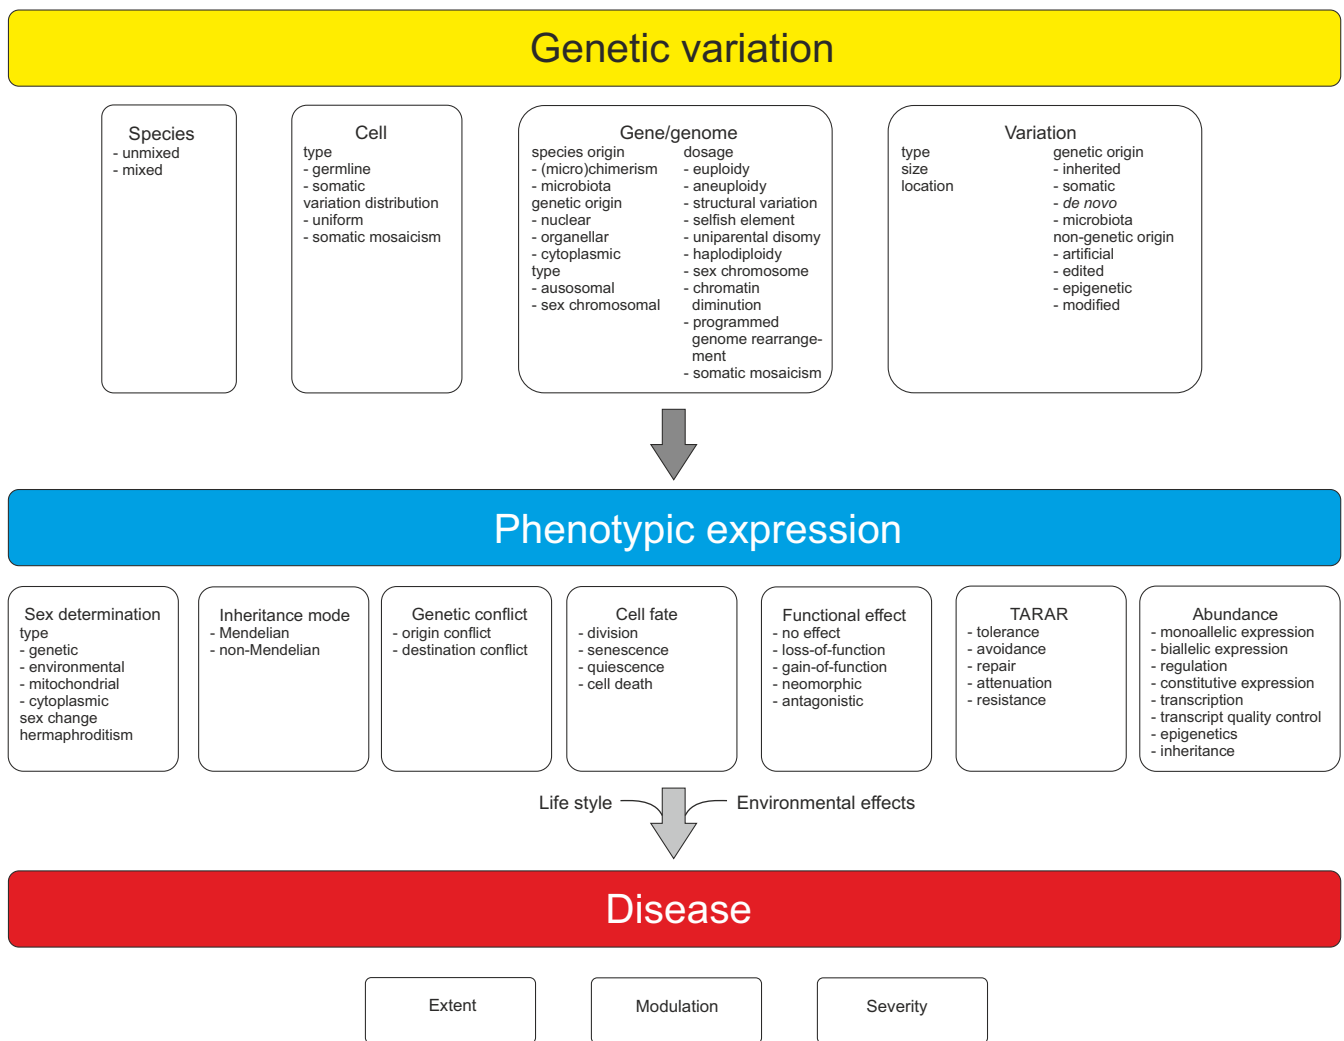 Genetic variation
Species
- unmixed
- mixed
Cell
type
- germline
- somatic
variation distribution
- uniform
- somatic mosaicism
Gene/genome
species origin
- (micro)chimerism
- microbiota
genetic origin
- nuclear
- organellar
- cytoplasmic
type
- ausosomal
- sex chromosomal
dosage
- euploidy
- aneuploidy
- structural variation
- selfish element
- uniparental disomy
- haplodiploidy
- sex chromosome
- chromatin
diminution
- programmed
genome rearrange-
ment
- somatic mosaicism
Variation
type
size
location
genetic origin
- inherited
- somatic
- de novo
- microbiota
non-genetic origin
- artificial
- edited
- epigenetic
- modified
Phenotypic expression
Sex determination
type
- genetic
- environmental
- mitochondrial
- cytoplasmic
sex change
hermaphroditism
Inheritance mode
- Mendelian
- non-Mendelian
Genetic conflict
- origin conflict
- destination conflict
Cell fate
- division
- senescence
- quiescence
- cell death
Functional effect
- no effect
- loss-of-function
- gain-of-function
- neomorphic
- antagonistic
TARAR
- tolerance
- avoidance
- repair
- attenuation
- resistance
Abundance
- monoallelic expression
- biallelic expression
- regulation
- constitutive expression
- transcription
- transcript quality control
- epigenetics
- inheritance
Life style
Environmental effects
Disease
Extent
Modulation
Severity